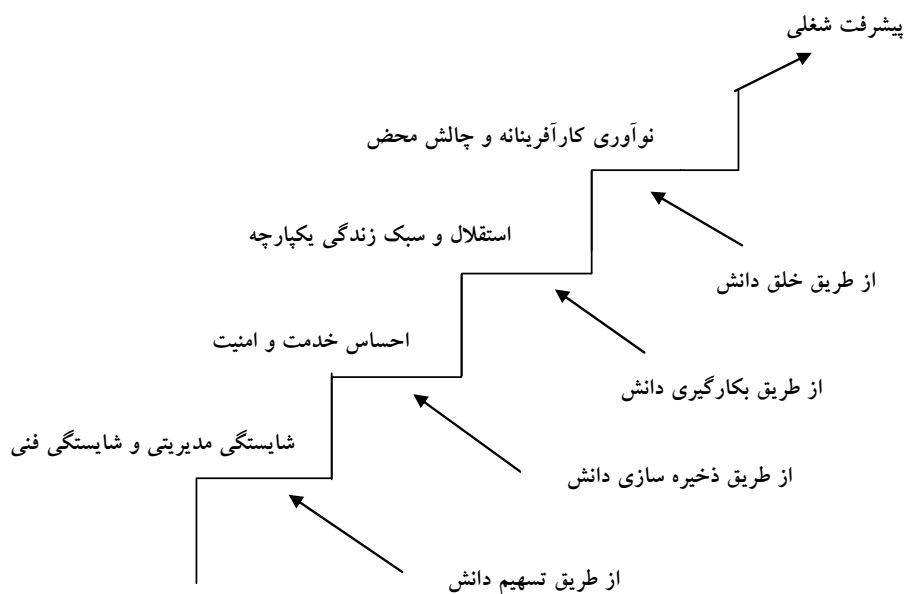 پیشرفت شغلی
نوآوری کارآفرینانه و چالش محض
استقلال و سبک زندگی یکپارچه
از طریق خلق دانش
احساس خدمت و امنیت
از طریق بکارگیری دانش
شایستگی مدیریتی و شایستگی فنی
از طریق ذخیره سازی دانش
از طریق تسهیم دانش